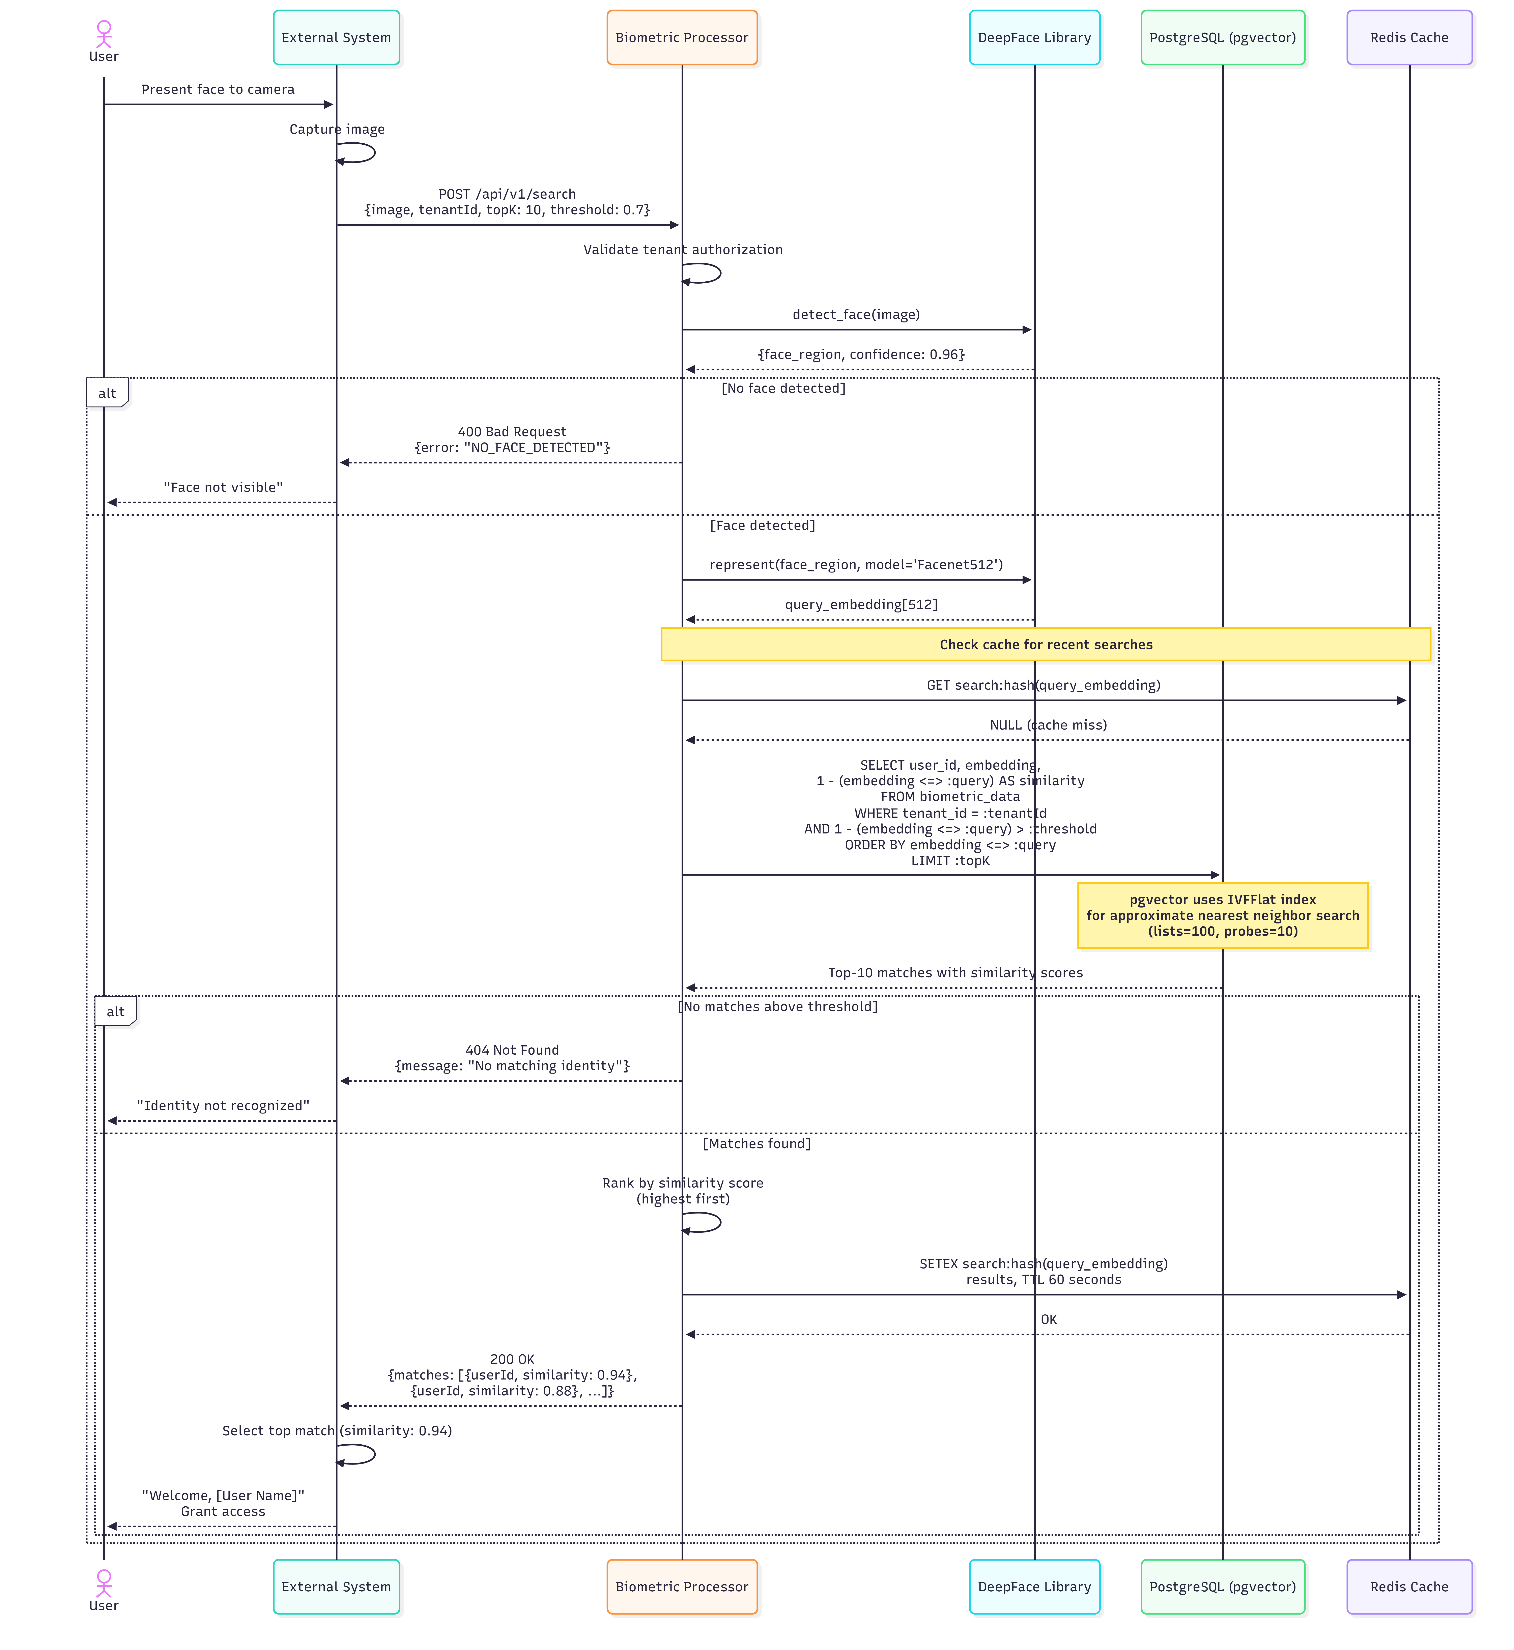 User
External System
Biometric Processor
DeepFace Library
PostgreSQL (pgvector)
Redis Cache
Present face to camera
Capture image
POST /api/v1/search
{image, tenantId, topK: 10, threshold: 0.7}
Validate tenant authorization
detect_face(image)
{face_region, confidence: 0.96}
alt
[No face detected]
400 Bad Request
{error: "NO_FACE_DETECTED"}
"Face not visible"
[Face detected]
represent(face_region, model='Facenet512')
query_embedding[512]
Check cache for recent searches
GET search:hash(query_embedding)
NULL (cache miss)
SELECT user_id, embedding,
1 - (embedding <=> :query) AS similarity
FROM biometric_data
WHERE tenant_id = :tenantId
AND 1 - (embedding <=> :query) > :threshold
ORDER BY embedding <=> :query
LIMIT :topK
pgvector uses IVFFlat index
for approximate nearest neighbor search
(lists=100, probes=10)
Top-10 matches with similarity scores
alt
[No matches above threshold]
404 Not Found
{message: "No matching identity"}
"Identity not recognized"
[Matches found]
Rank by similarity score
(highest first)
SETEX search:hash(query_embedding)
results, TTL 60 seconds
OK
200 OK
{matches: [{userId, similarity: 0.94},
{userId, similarity: 0.88}, ...]}
Select top match (similarity: 0.94)
"Welcome, [User Name]"
Grant access
User
External System
Biometric Processor
DeepFace Library
PostgreSQL (pgvector)
Redis Cache